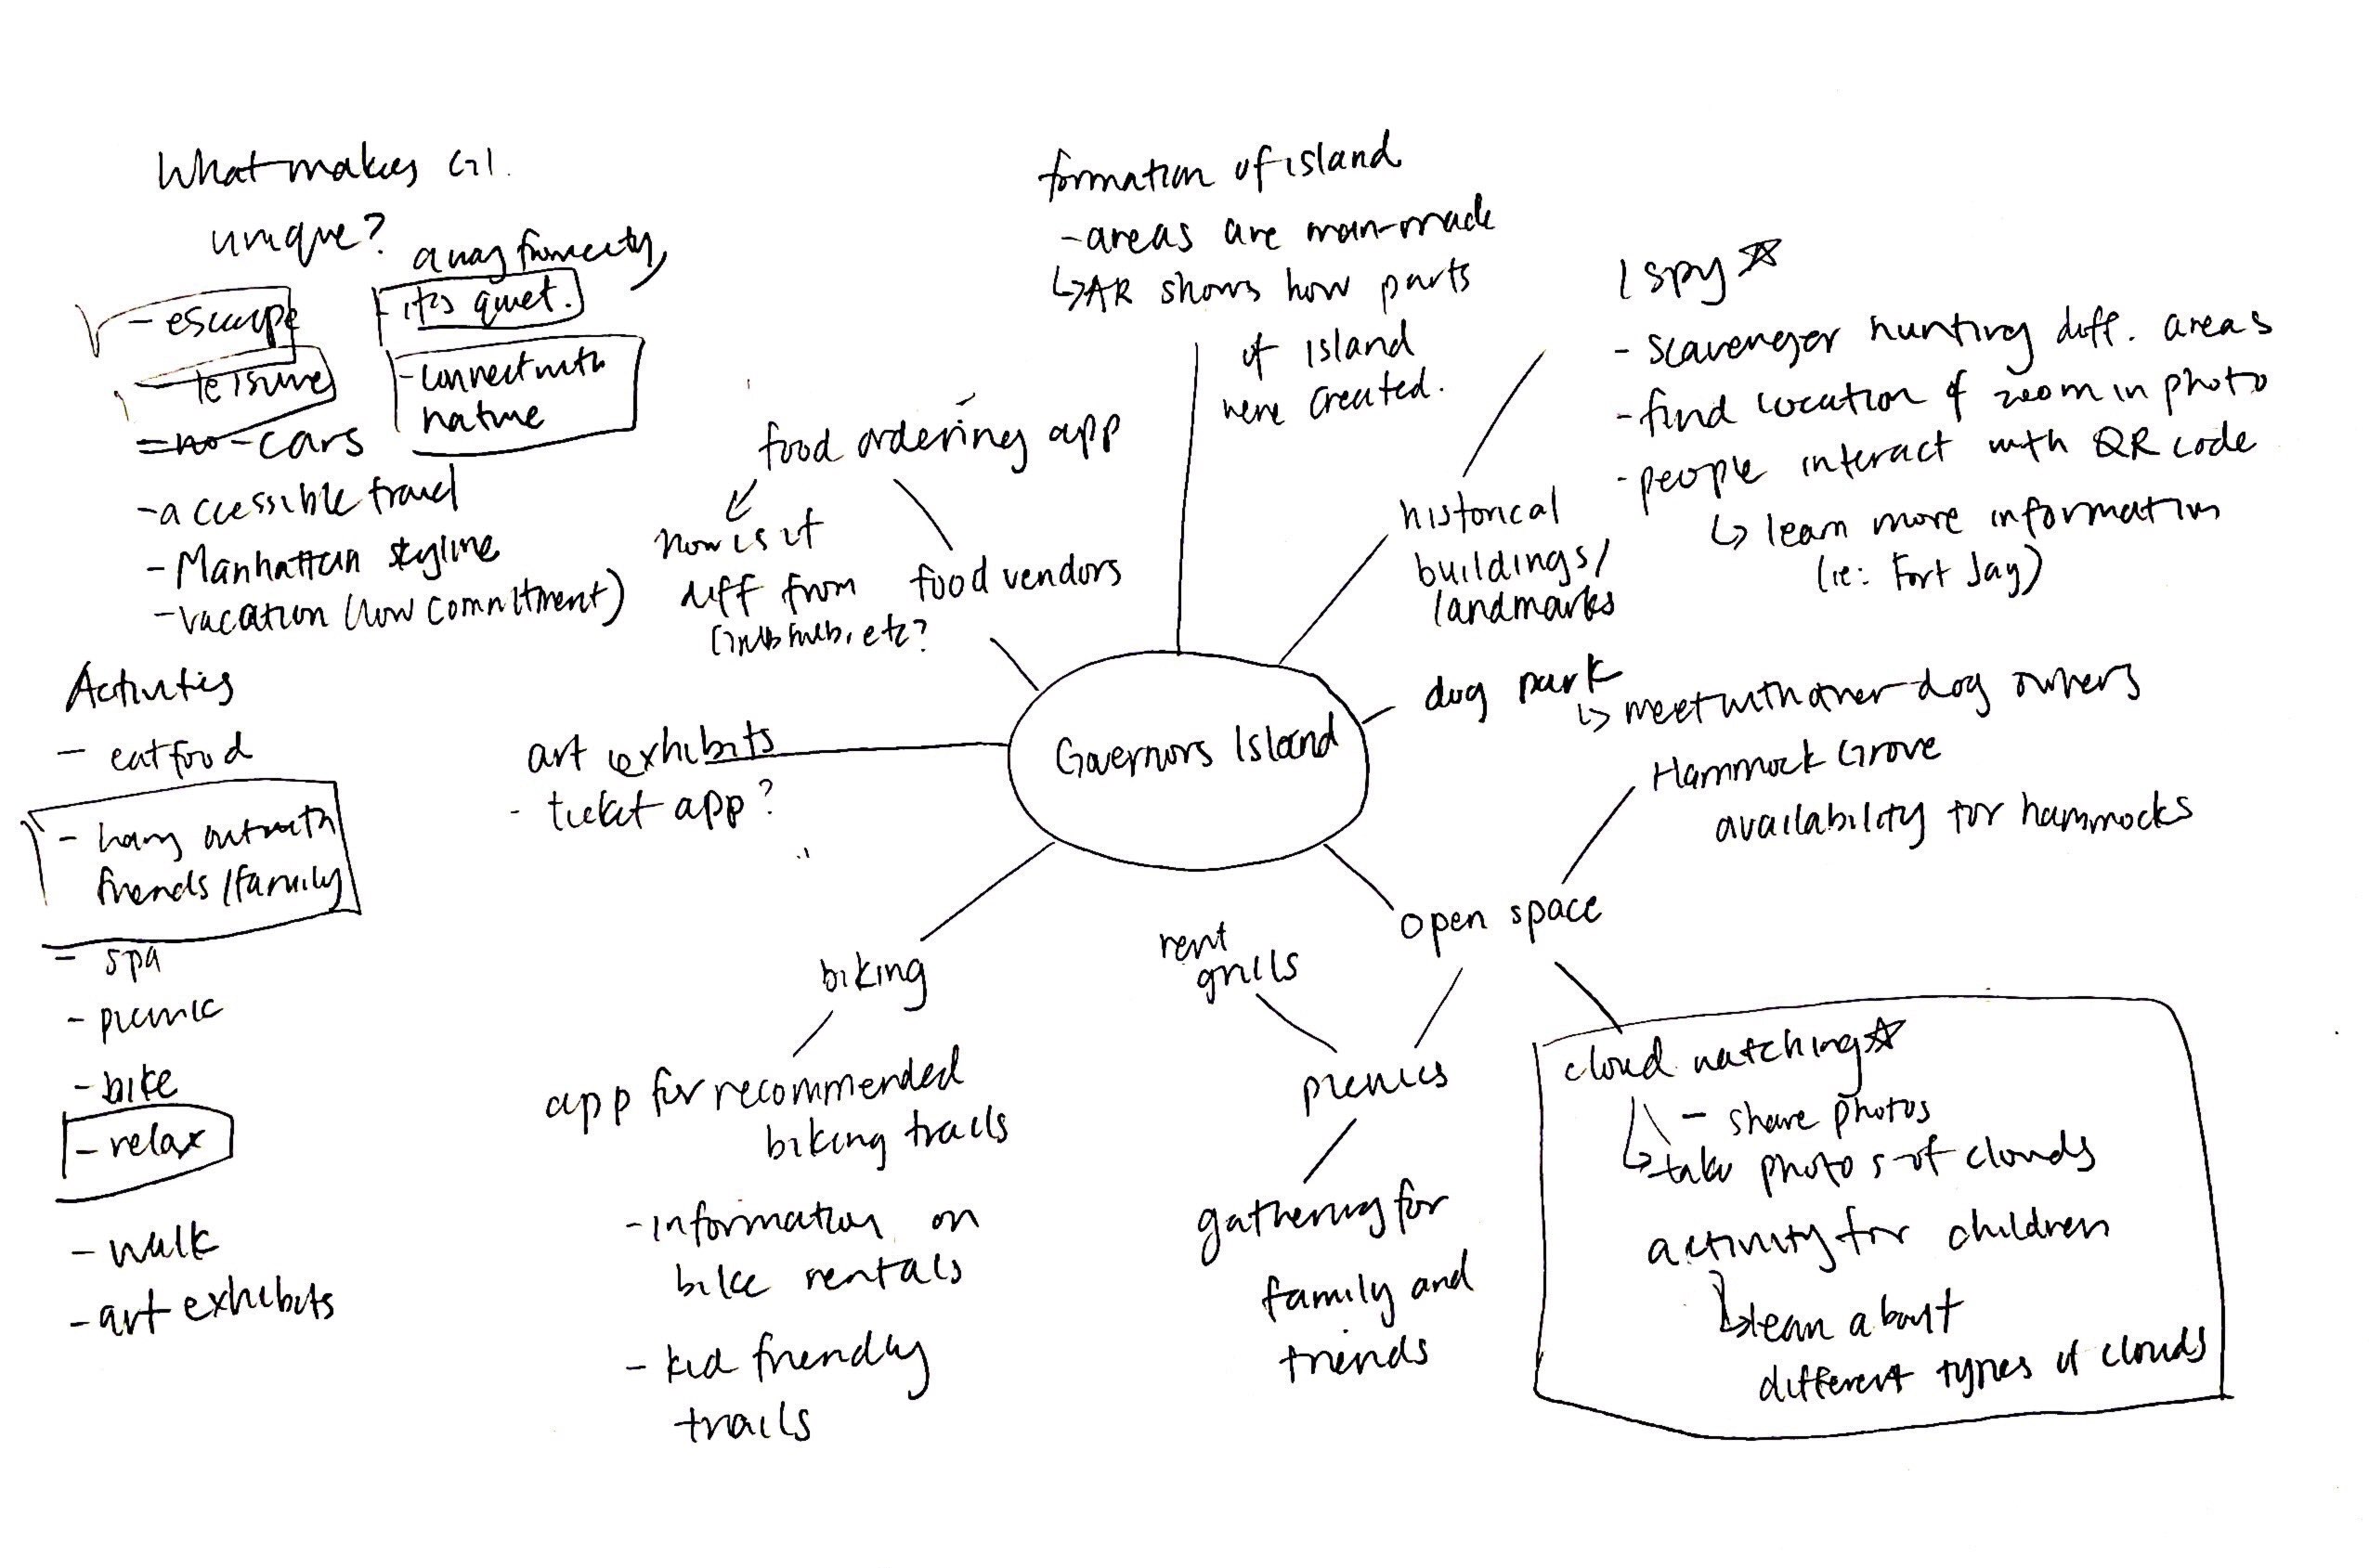 What makes G.I.
unique?
away from city,
- it's quiet.
- connect with
nature
- escape
- leisure
- no - cars
- accessible travel
- Manhattan skyline
- vacation (low commitment)
Activities
- eat food
- hang out with
friends/family
- spa
- picnic
- bike
- relax
- walk
- art exhibits
food ordering app
how is it
diff from
Grubhub, etc?
food vendors
art exhibits
- ticket app?
biking
app for recommended
biking trails
- information on
bike rentals
- kid friendly
trails
formation of island
- areas are man-made
↳ AR shows how parts
of island
were created.
Governors Island
I spy ☆
- scavenger hunting diff. areas
- find location of zoom in photo
- people interact with QR code
↳ learn more information
(ie: Fort Jay)
historical
buildings/
landmarks
dog park
↳ meet with other dog owners
Hammock Grove
availability for hammocks
open space
rent
grills
picnics
gathering for
family and
friends
cloud watching ☆
- share photos
↳ take photos of clouds
activity for children
↳ lean about
different types of clouds